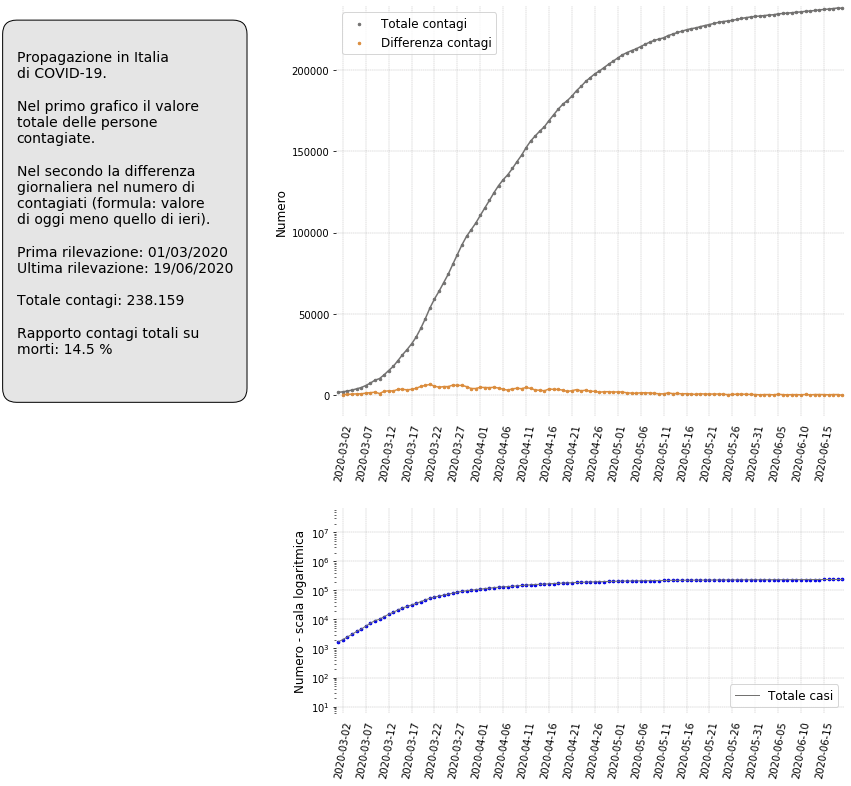 Propagazione in Italia
di COVID-19.
Nel primo grafico il valore
totale delle persone
contagiate.
Nel secondo la differenza
giornaliera nel numero di
contagiati (formula: valore
di oggi meno quello di ieri).
Prima rilevazione: 01/03/2020
Ultima rilevazione: 19/06/2020
Totale contagi: 238.159
Rapporto contagi totali su
morti: 14.5 %
Totale contagi
Differenza contagi
Numero
200000
150000
100000
50000
0
2020-03-02
2020-03-07
2020-03-12
2020-03-17
2020-03-22
2020-03-27
2020-04-01
2020-04-06
2020-04-11
2020-04-16
2020-04-21
2020-04-26
2020-05-01
2020-05-06
2020-05-11
2020-05-16
2020-05-21
2020-05-26
2020-05-31
2020-06-05
2020-06-10
2020-06-15
Numero - scala logaritmica
10⁷
10⁶
10⁵
10⁴
10³
10²
10¹
Totale casi
2020-03-02
2020-03-07
2020-03-12
2020-03-17
2020-03-22
2020-03-27
2020-04-01
2020-04-06
2020-04-11
2020-04-16
2020-04-21
2020-04-26
2020-05-01
2020-05-06
2020-05-11
2020-05-16
2020-05-21
2020-05-26
2020-05-31
2020-06-05
2020-06-10
2020-06-15